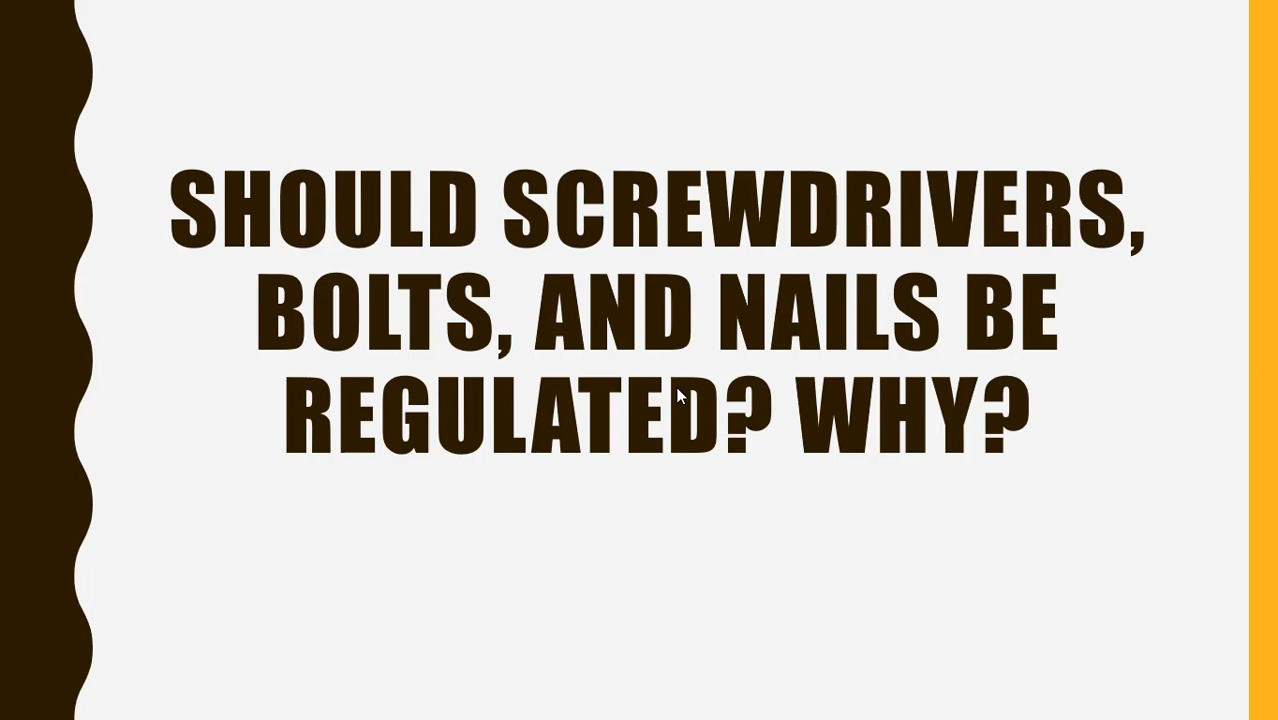 SHOULD SCREWDRIVERS,
BOLTS, AND NAILS BE
REGULATED? WHY?